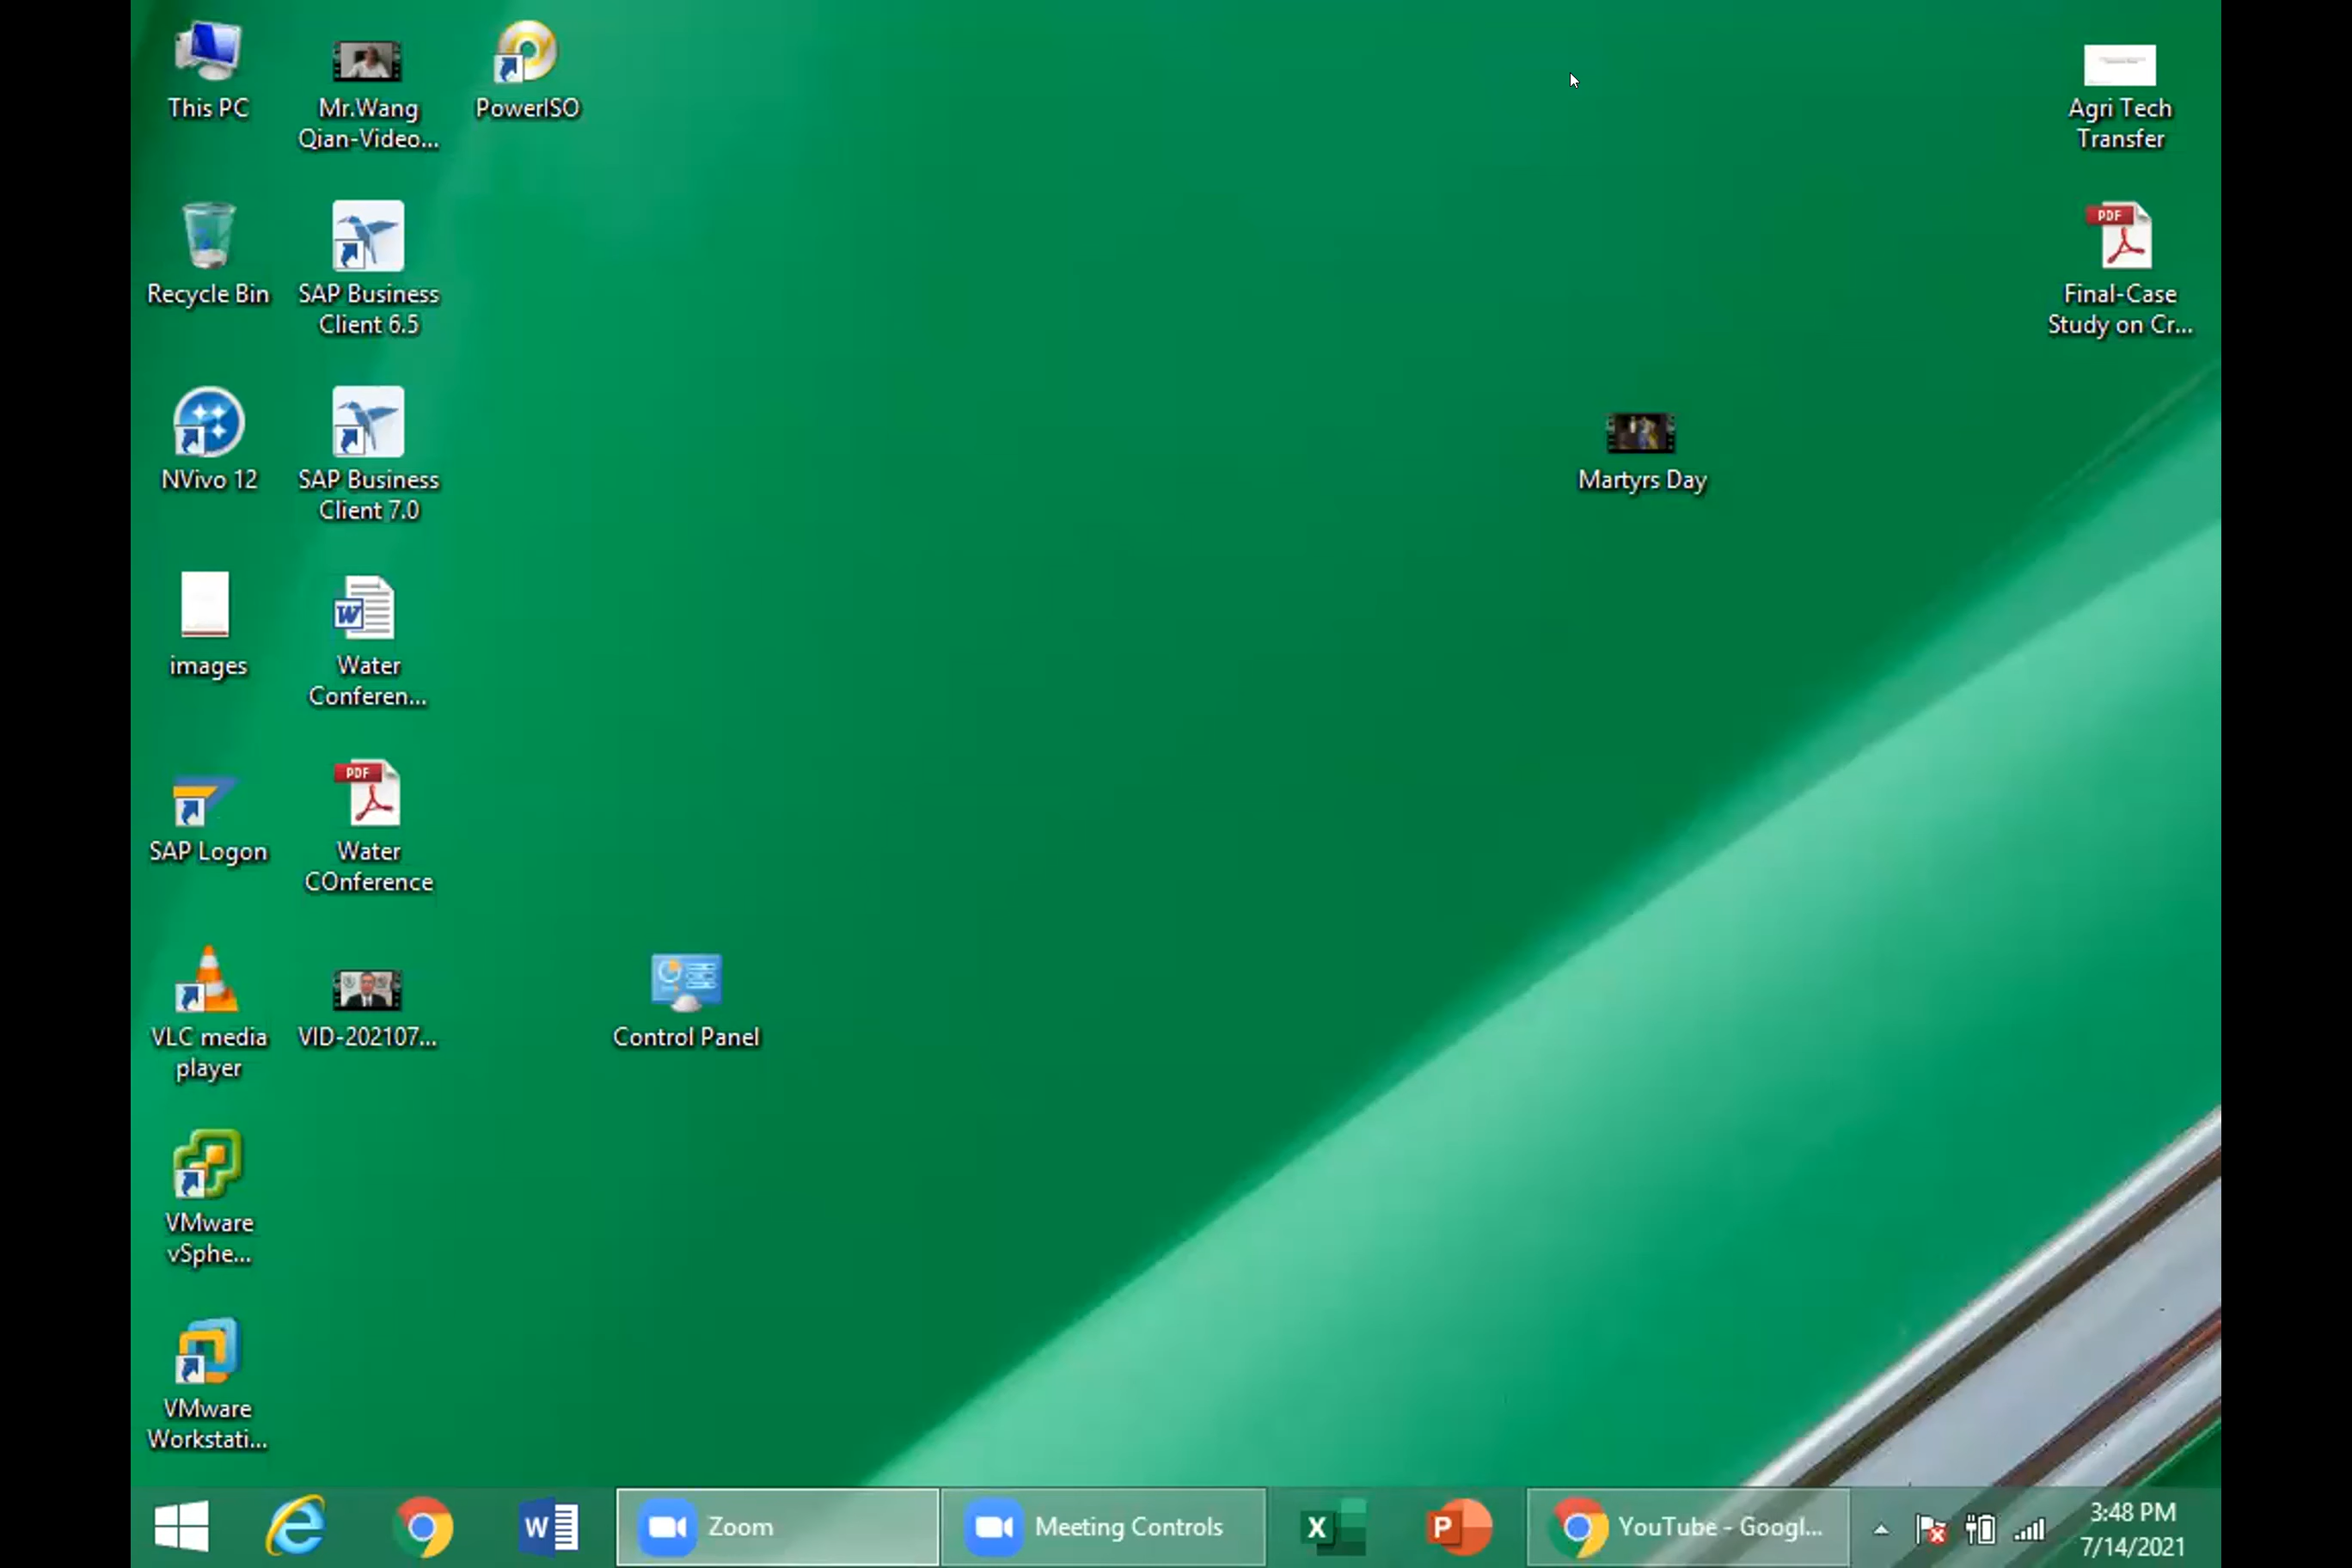 This PC
Mr.Wang
Qian-Video...
PowerISO
Agri Tech
Transfer
Recycle Bin
SAP Business
Client 6.5
PDF
Final-Case
Study on Cr...
NVivo 12
SAP Business
Client 7.0
Martyrs Day
images
W
Water
Conferen...
SAP Logon
PDF
Water
COnference
VLC media
player
VID-202107...
Control Panel
VMware
vSphe...
VMware
Workstati...
W
Zoom
Meeting Controls
X
P
YouTube - Googl...
3:48 PM
7/14/2021